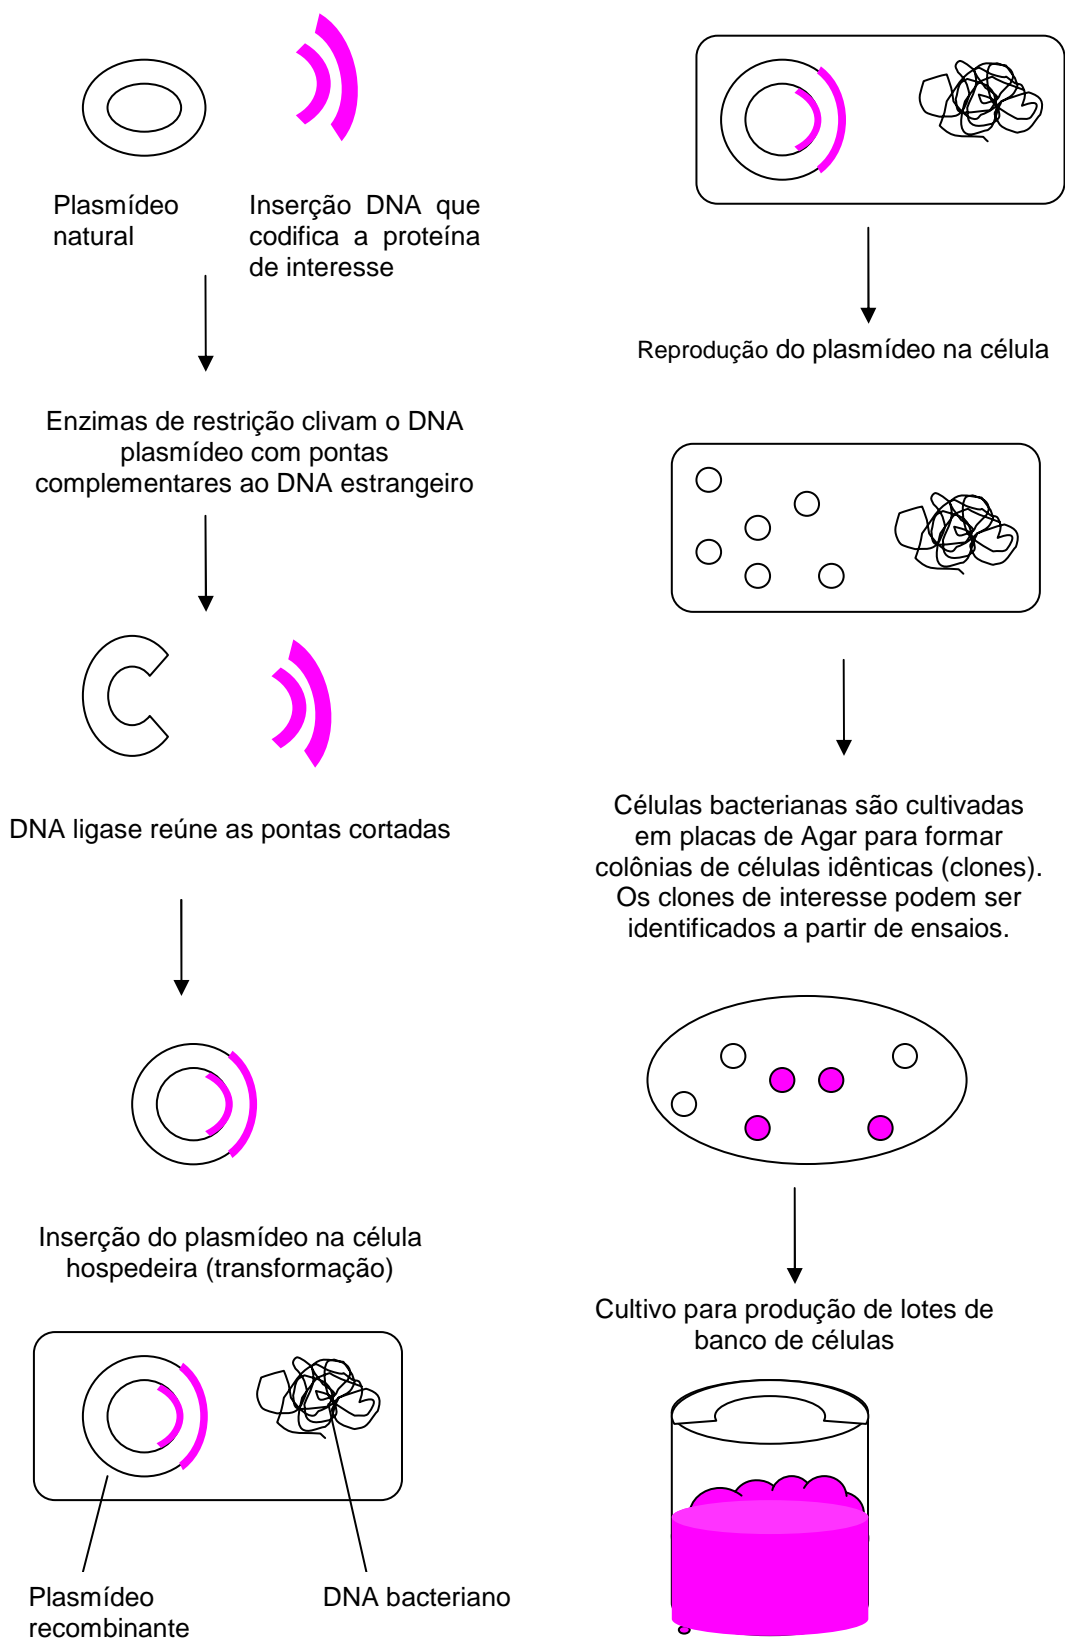 Plasmídeo
natural
Inserção DNA que
codifica a proteína
de interesse
Enzimas de restrição clivam o DNA
plasmídeo com pontas
complementares ao DNA estrangeiro
DNA ligase reúne as pontas cortadas
Inserção do plasmídeo na célula
hospedeira (transformação)
Plasmídeo
recombinante
DNA bacteriano
Reprodução do plasmídeo na célula
Células bacterianas são cultivadas
em placas de Agar para formar
colônias de células idênticas (clones).
Os clones de interesse podem ser
identificados a partir de ensaios.
Cultivo para produção de lotes de
banco de células